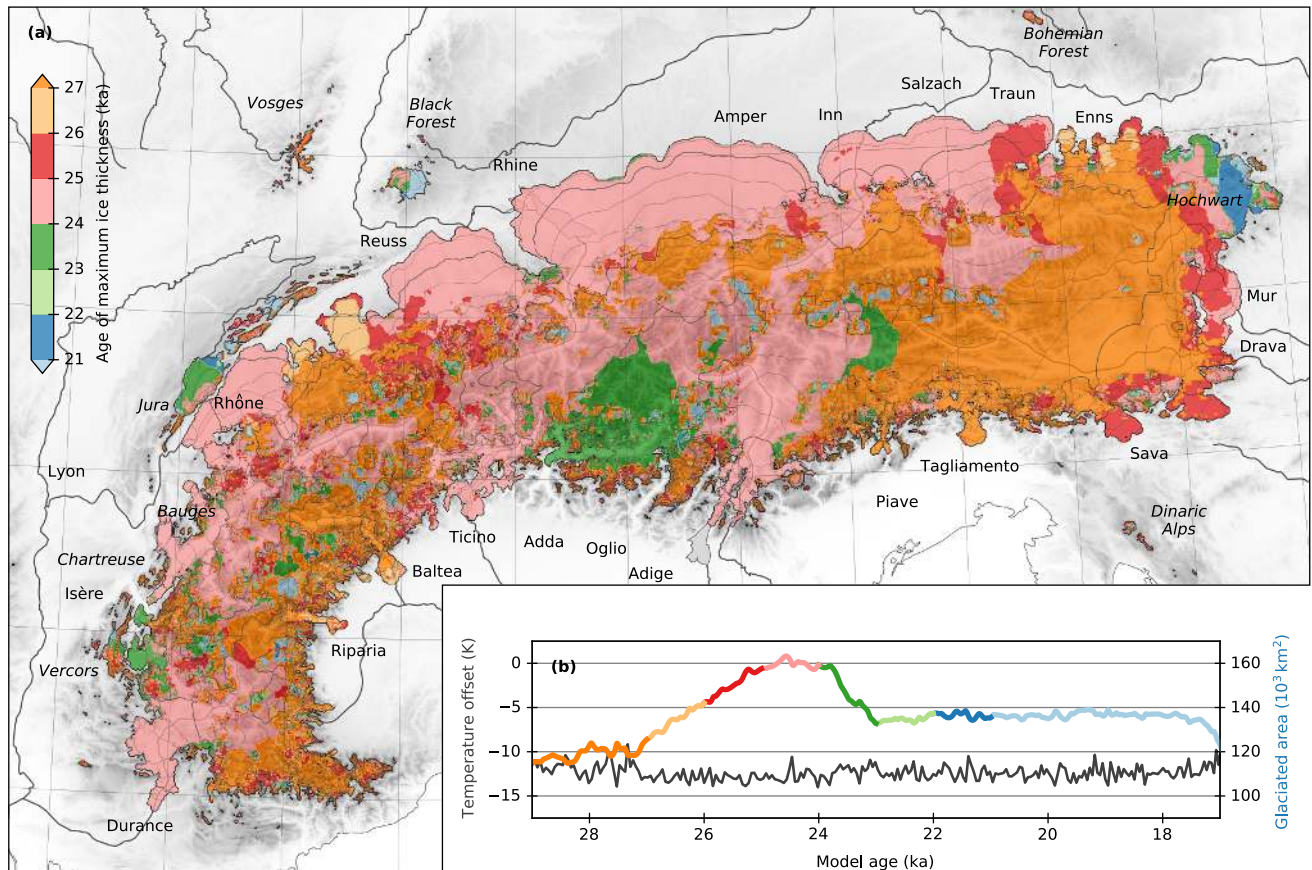 (a)
Bohemian
Forest
Vosges
Black
Forest
Salzach
Traun
Amper
Inn
Enns
Rhine
27
26
25
24
23
22
21
Age of maximum ice thickness (ka)
Hochwart
Reuss
Mur
Drava
Jura
Rhône
Lyon
Tagliamento
Sava
Piave
Bauges
Dinaric
Alps
Ticino
Adda
Oglio
Adige
Chartreuse
Baltea
Isère
Riparia
Vercors
Durance
(b)
Temperature offset (K)
0
−5
−10
−15
160
140
120
100
Glaciated area (10³ km²)
28
26
24
22
20
18
Model age (ka)